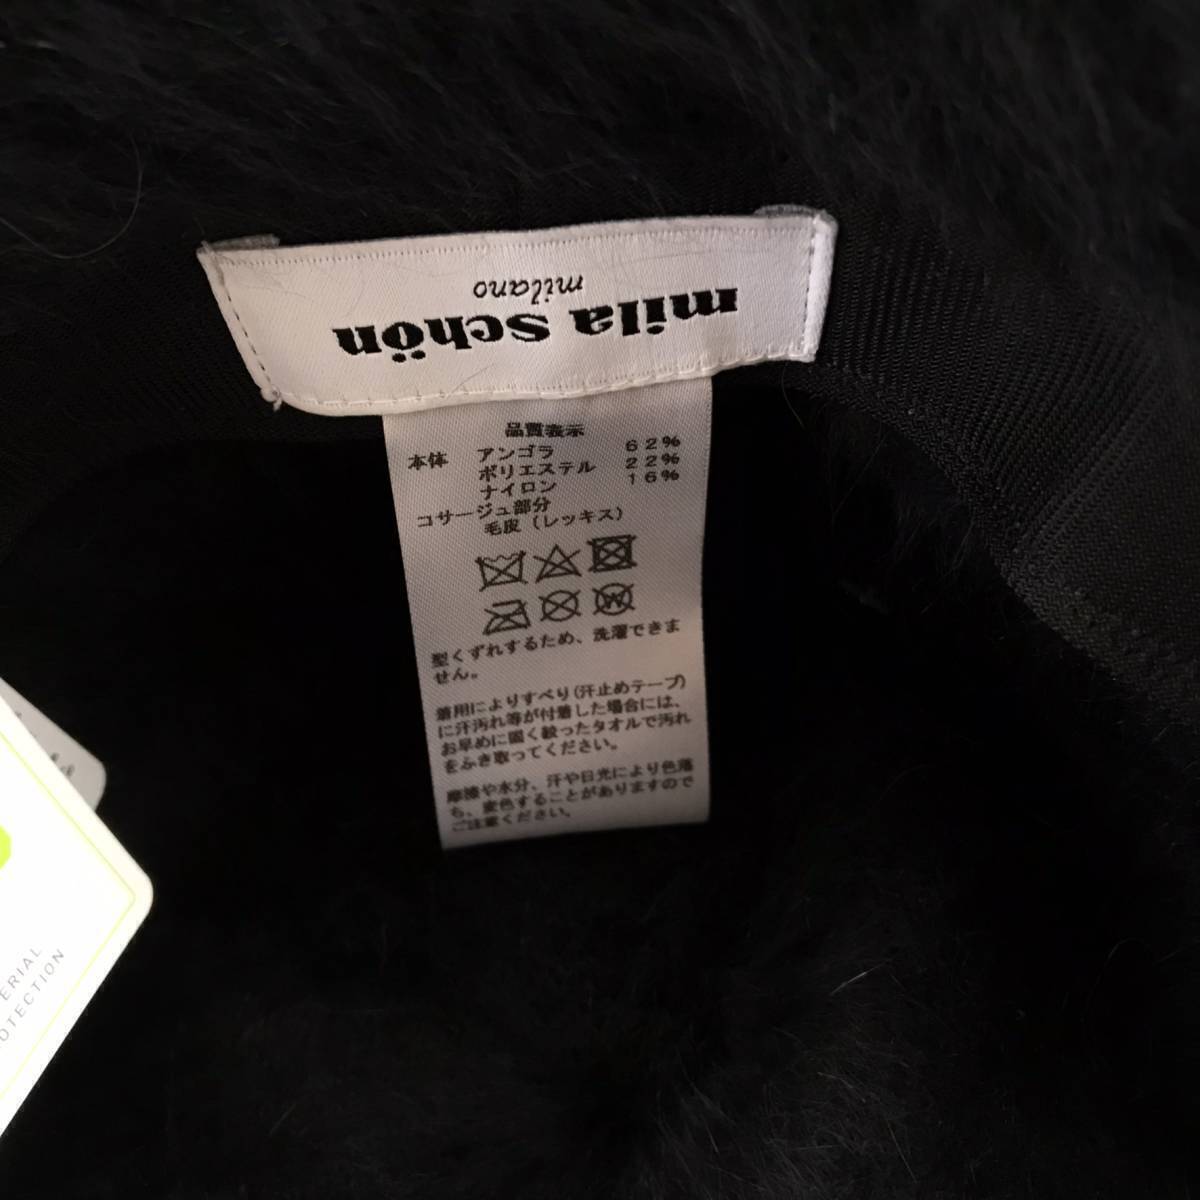 mila schön
milano
品質表示
本体 アンゴラ 62%
ポリエステル 22%
ナイロン 16%
コサージュ部分
毛皮（レッキス）
型くずれするため、洗濯できま
せん。
着用によりすべり(汗止めテープ)
に汗汚れ等が付着した場合には、
お早めに固く絞ったタオルで汚れ
をふき取ってください。
摩擦や水分、汗や日光により色落
ち、変色することがありますので
ご注意ください。
ERIAL
OTECTION